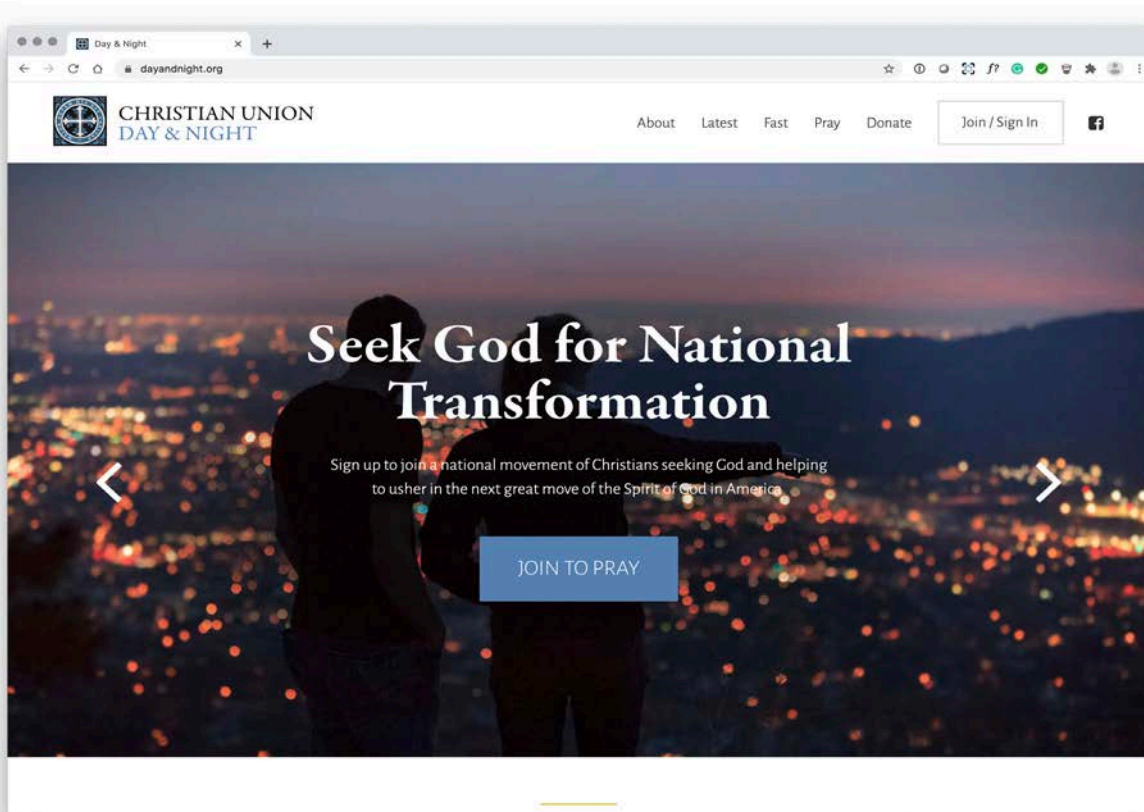 Day & Night
dayandnight.org
CHRISTIAN UNION
DAY & NIGHT
About Latest Fast Pray Donate Join / Sign In
Seek God for National
Transformation
Sign up to join a national movement of Christians seeking God and helping
to usher in the next great move of the Spirit of God in America
JOIN TO PRAY